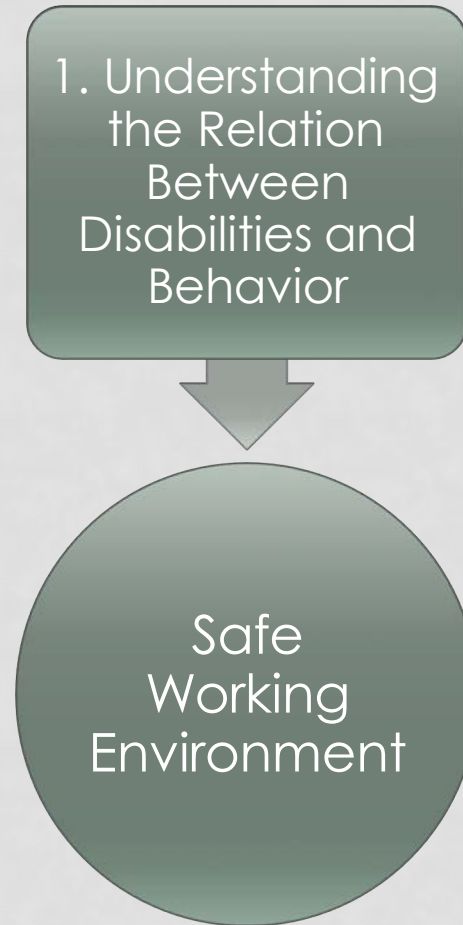 1. Understanding
the Relation
Between
Disabilities and
Behavior
Safe
Working
Environment